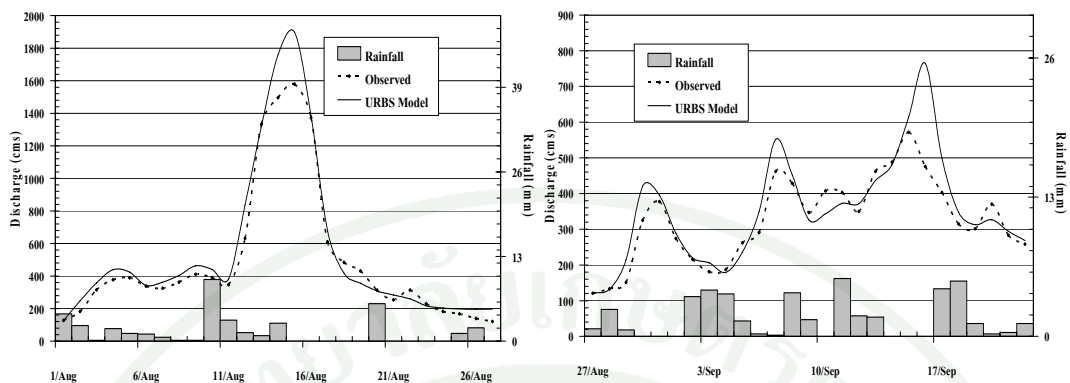 2000
1800
1600
1400
1200
1000
800
600
400
200
0
Discharge (cms)
Rainfall
Observed
URBS Model
39
26
13
0
Rainfall (mm)
1/Aug
6/Aug
11/Aug
16/Aug
21/Aug
26/Aug
900
800
700
600
500
400
300
200
100
0
Discharge (cms)
Rainfall
Observed
URBS Model
26
13
0
Rainfall (mm)
27/Aug
3/Sep
10/Sep
17/Sep